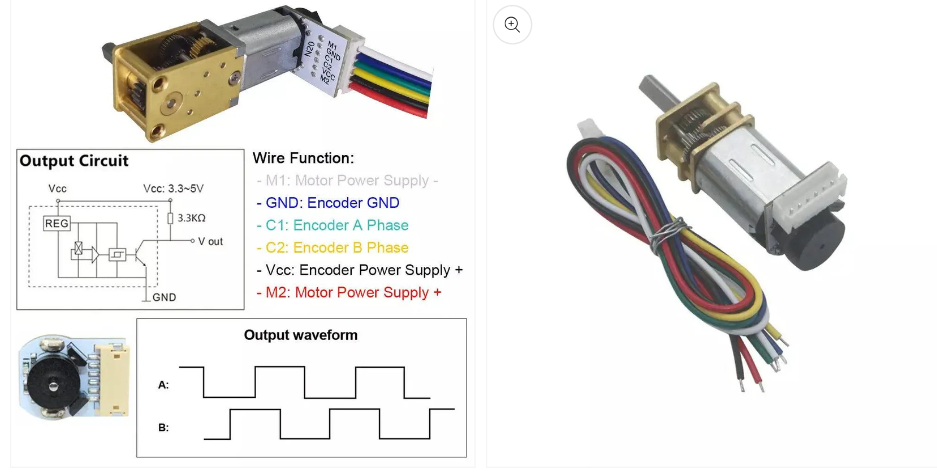 N20
M1
GND
C1
C2
VCC
M2
Output Circuit
Vcc
Vcc: 3.3~5V
REG
3.3KΩ
V out
GND
Wire Function:
- M1: Motor Power Supply -
- GND: Encoder GND
- C1: Encoder A Phase
- C2: Encoder B Phase
- Vcc: Encoder Power Supply +
- M2: Motor Power Supply +
Output waveform
A:
B: